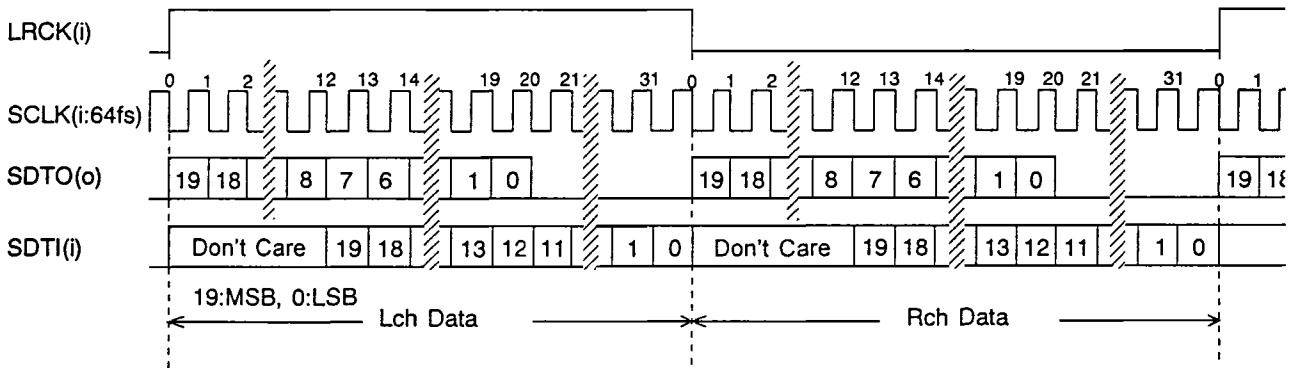 LRCK(i)
0 1 2 12 13 14 19 20 21 31 0 1 2 12 13 14 19 20 21 31 0 1
SCLK(i:64fs)
SDTO(o) 19 18 8 7 6 1 0 19 18 8 7 6 1 0 19 18
SDTI(i) Don't Care 19 18 13 12 11 1 0 Don't Care 19 18 13 12 11 1 0
19:MSB, 0:LSB
Lch Data Rch Data